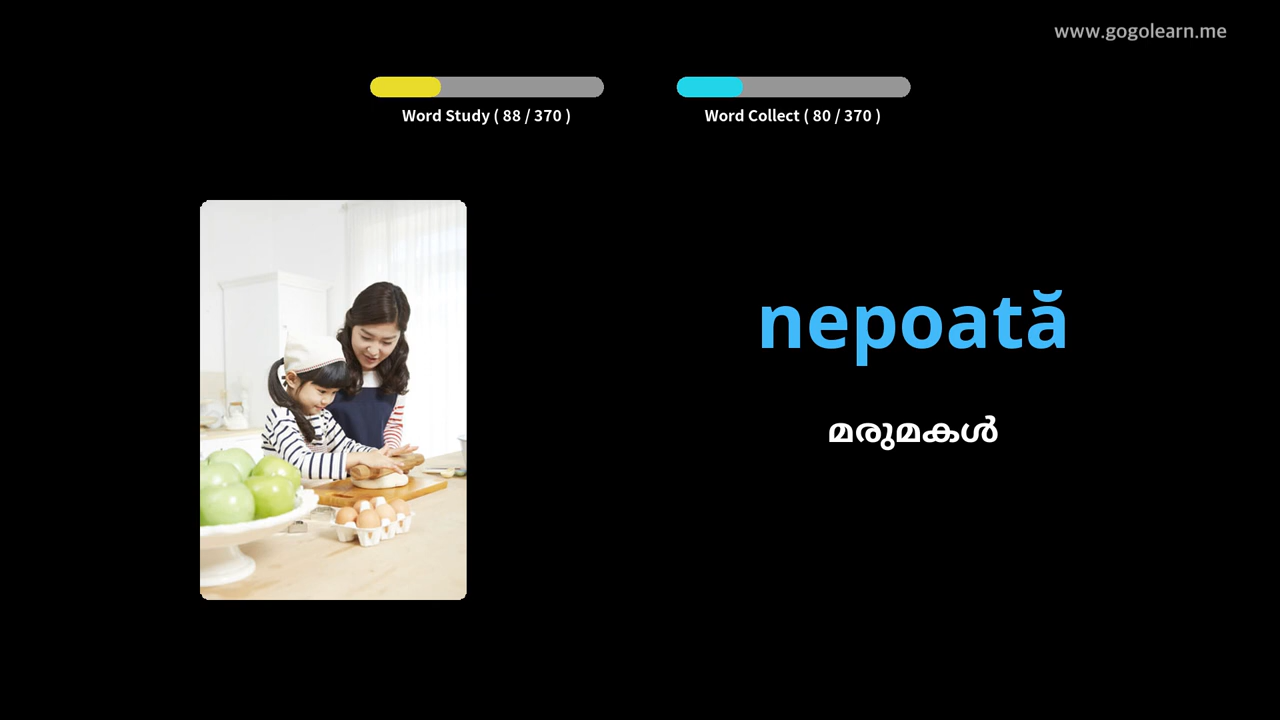 www.gogolearn.me
Word Study ( 88 / 370 )
Word Collect ( 80 / 370 )
nepoată
മരുമകൾ